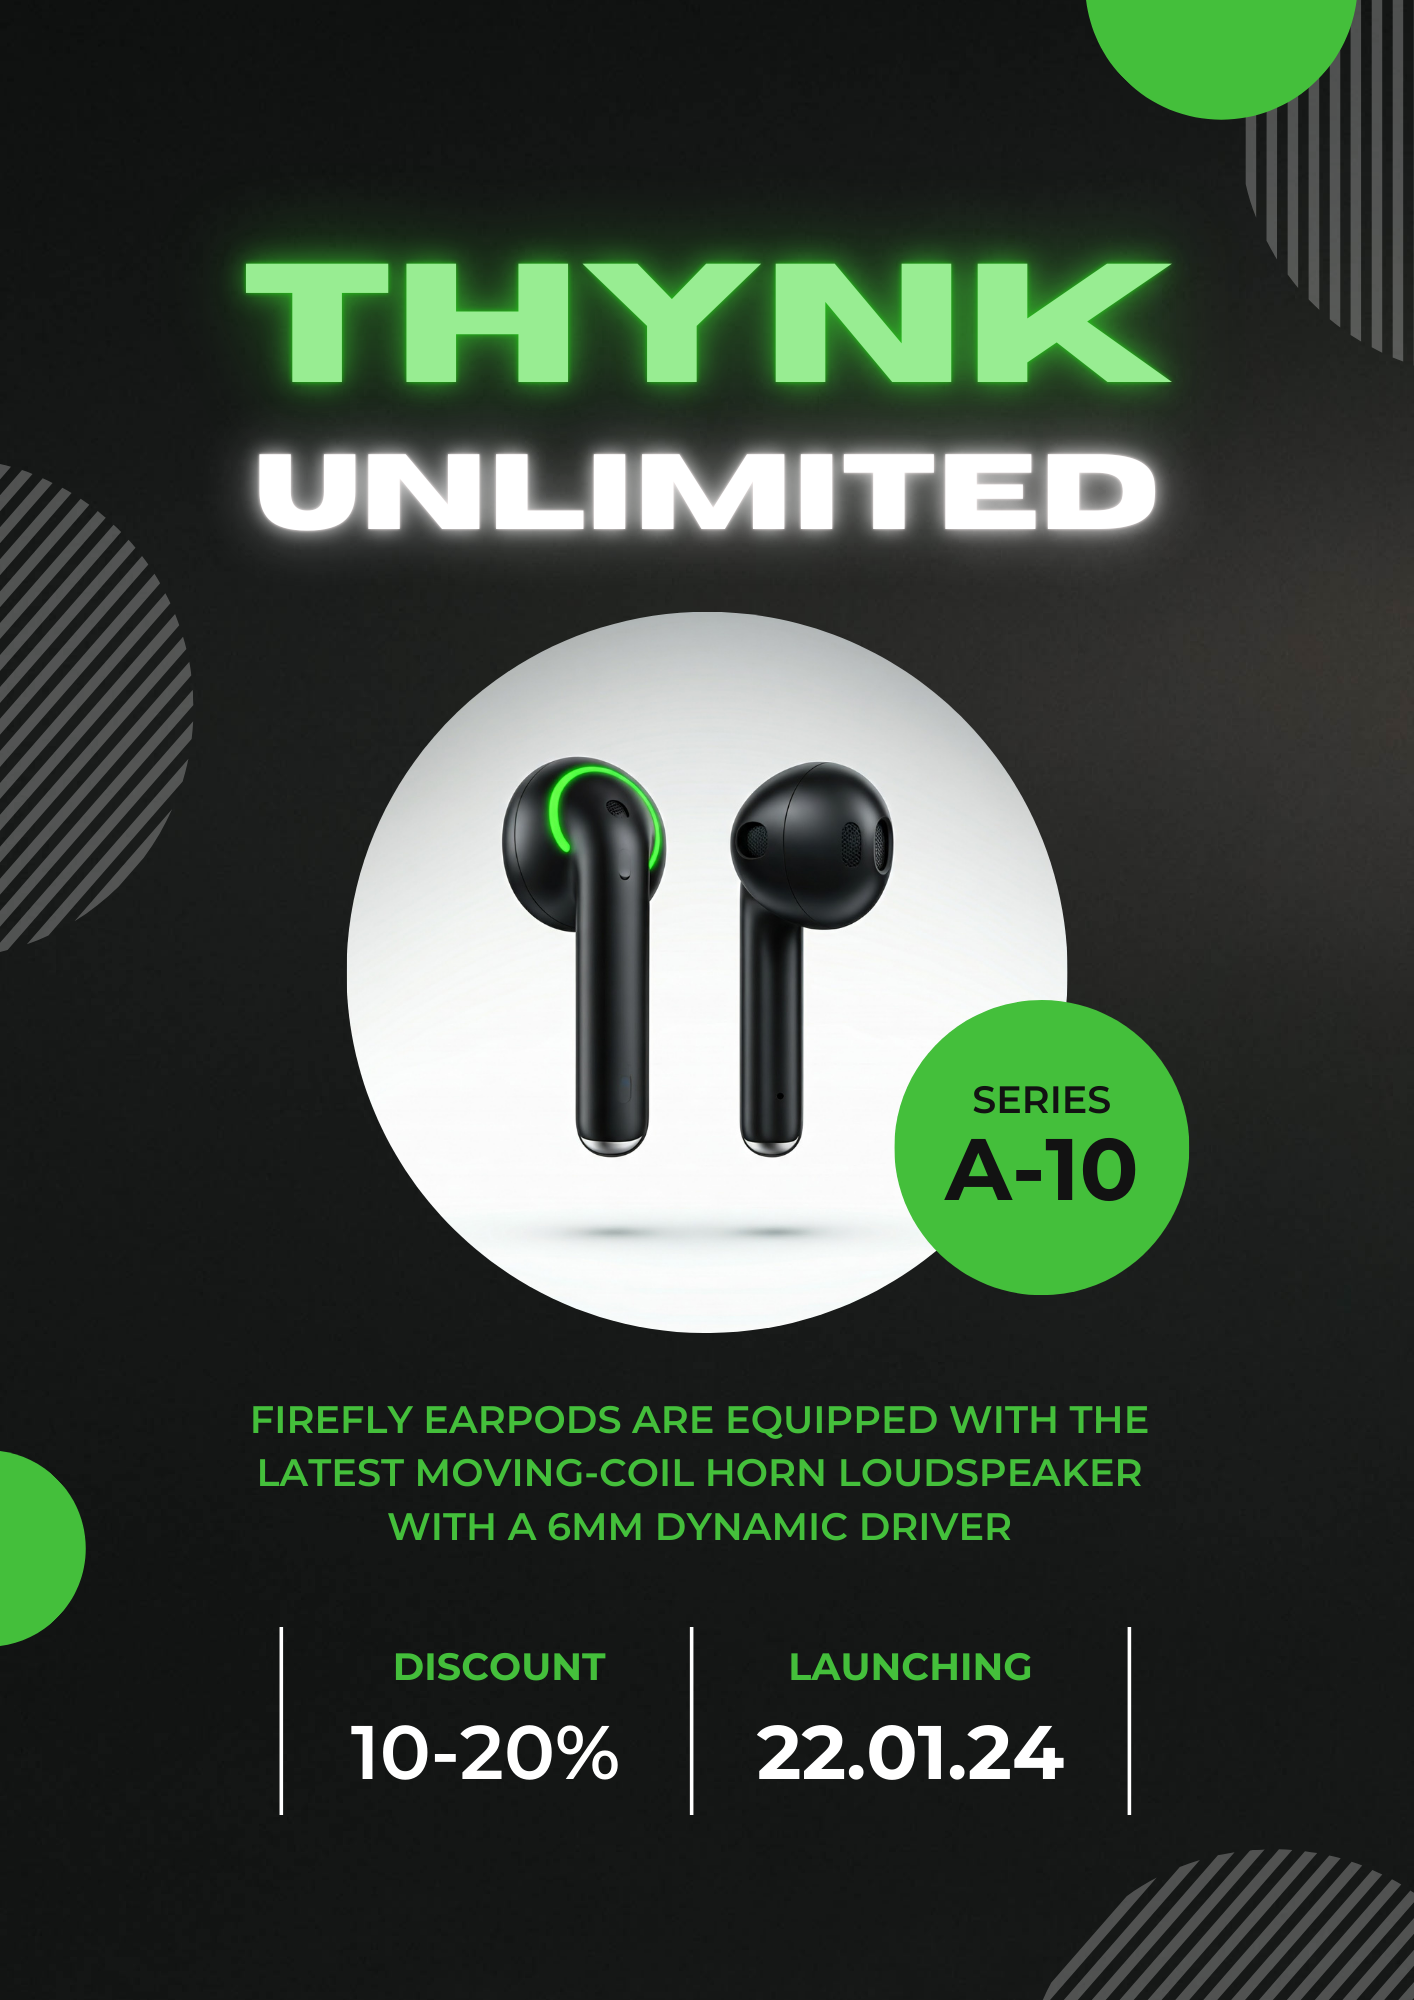 THYNK
UNLIMITED
SERIES
A-10
FIREFLY EARPODS ARE EQUIPPED WITH THE
LATEST MOVING-COIL HORN LOUDSPEAKER
WITH A 6MM DYNAMIC DRIVER
DISCOUNT
10-20%
LAUNCHING
22.01.24